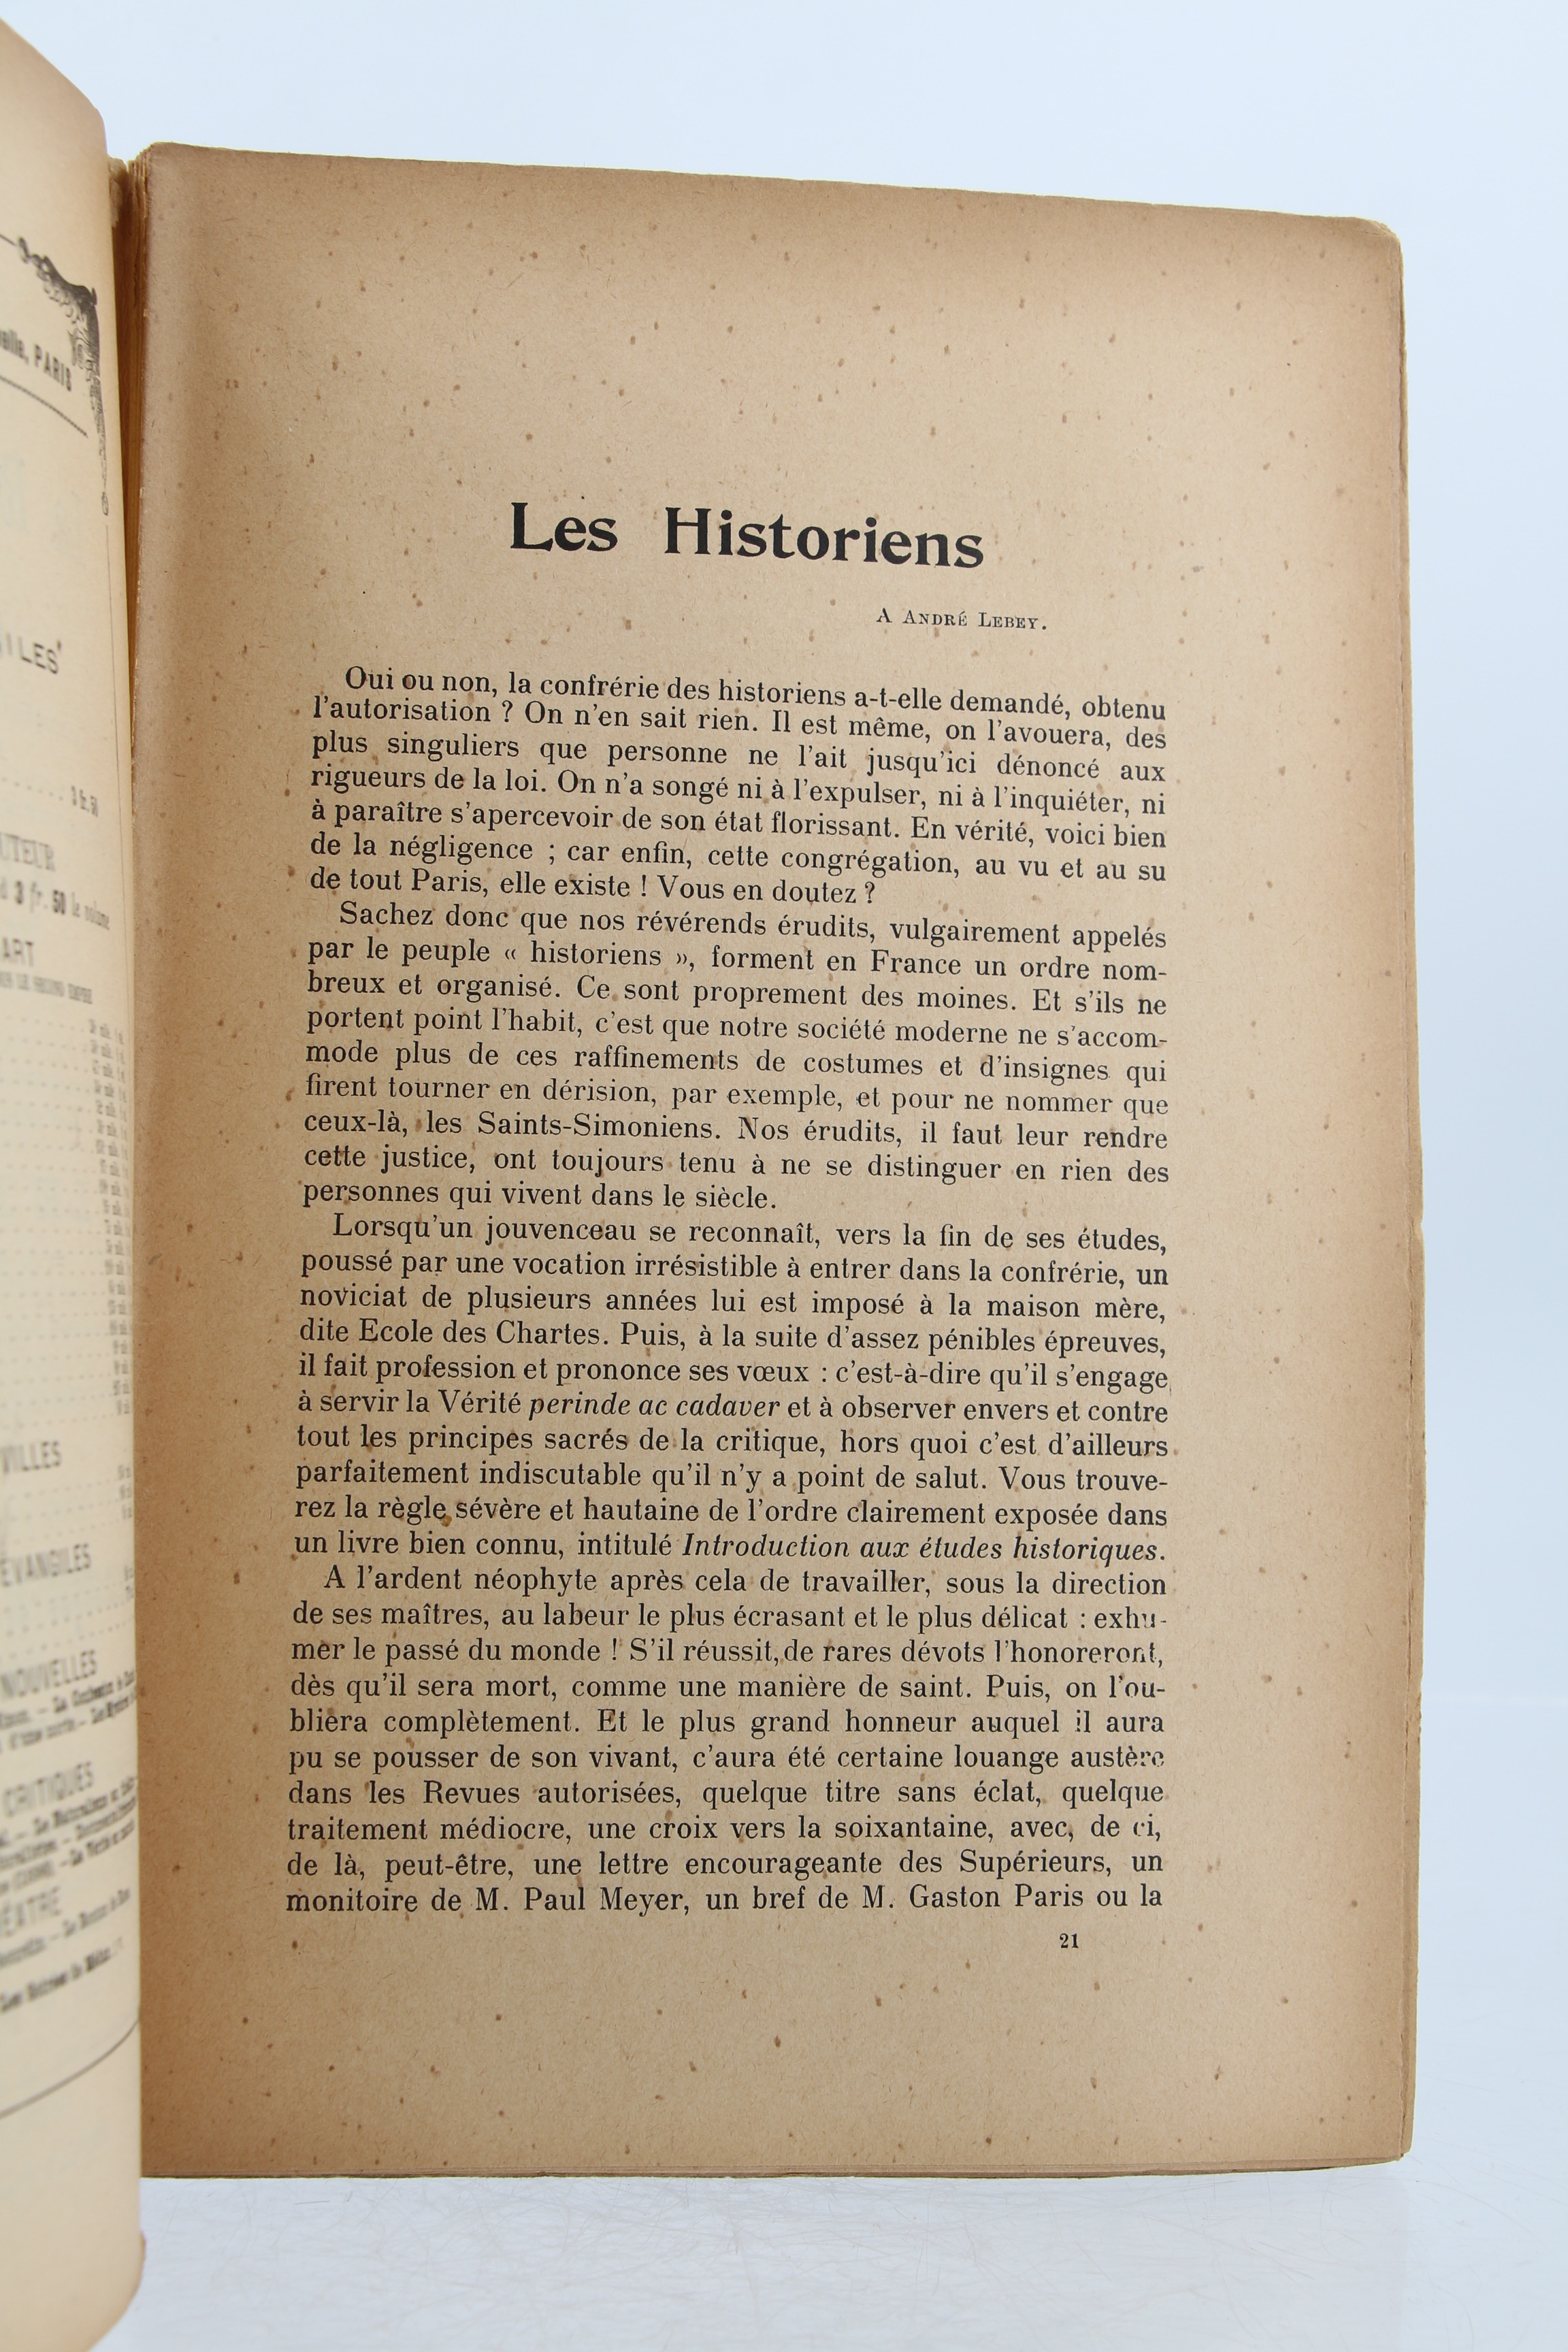 PARIS
3 fr. 50
ART
VILLES
ÉVANGILES
NOUVELLES
CRITIQUES
Les Historiens
A ANDRÉ LEBEY.
Oui ou non, la confrérie des historiens a-t-elle demandé, obtenu
l'autorisation ? On n'en sait rien. Il est même, on l'avouera, des
plus singuliers que personne ne l'ait jusqu'ici dénoncé aux
rigueurs de la loi. On n'a songé ni à l'expulser, ni à l'inquiéter, ni
à paraître s'apercevoir de son état florissant. En vérité, voici bien
de la négligence ; car enfin, cette congrégation, au vu et au su
de tout Paris, elle existe ! Vous en doutez ?
Sachez donc que nos révérends érudits, vulgairement appelés
par le peuple « historiens », forment en France un ordre nom-
breux et organisé. Ce sont proprement des moines. Et s'ils ne
portent point l'habit, c'est que notre société moderne ne s'accom-
mode plus de ces raffinements de costumes et d'insignes qui
firent tourner en dérision, par exemple, et pour ne nommer que
ceux-là, les Saints-Simoniens. Nos érudits, il faut leur rendre
cette justice, ont toujours tenu à ne se distinguer en rien des
personnes qui vivent dans le siècle.
Lorsqu'un jouvenceau se reconnaît, vers la fin de ses études,
poussé par une vocation irrésistible à entrer dans la confrérie, un
noviciat de plusieurs années lui est imposé à la maison mère,
dite Ecole des Chartes. Puis, à la suite d'assez pénibles épreuves,
il fait profession et prononce ses vœux : c'est-à-dire qu'il s'engage
à servir la Vérité perinde ac cadaver et à observer envers et contre
tout les principes sacrés de la critique, hors quoi c'est d'ailleurs
parfaitement indiscutable qu'il n'y a point de salut. Vous trouve-
rez la règle sévère et hautaine de l'ordre clairement exposée dans
un livre bien connu, intitulé Introduction aux études historiques.
A l'ardent néophyte après cela de travailler, sous la direction
de ses maîtres, au labeur le plus écrasant et le plus délicat : exhu-
mer le passé du monde ! S'il réussit, de rares dévots l'honoreront,
dès qu'il sera mort, comme une manière de saint. Puis, on l'ou-
bliera complètement. Et le plus grand honneur auquel il aura
pu se pousser de son vivant, c'aura été certaine louange austère
dans les Revues autorisées, quelque titre sans éclat, quelque
traitement médiocre, une croix vers la soixantaine, avec, de ci,
de là, peut-être, une lettre encourageante des Supérieurs, un
monitoire de M. Paul Meyer, un bref de M. Gaston Paris ou la
21